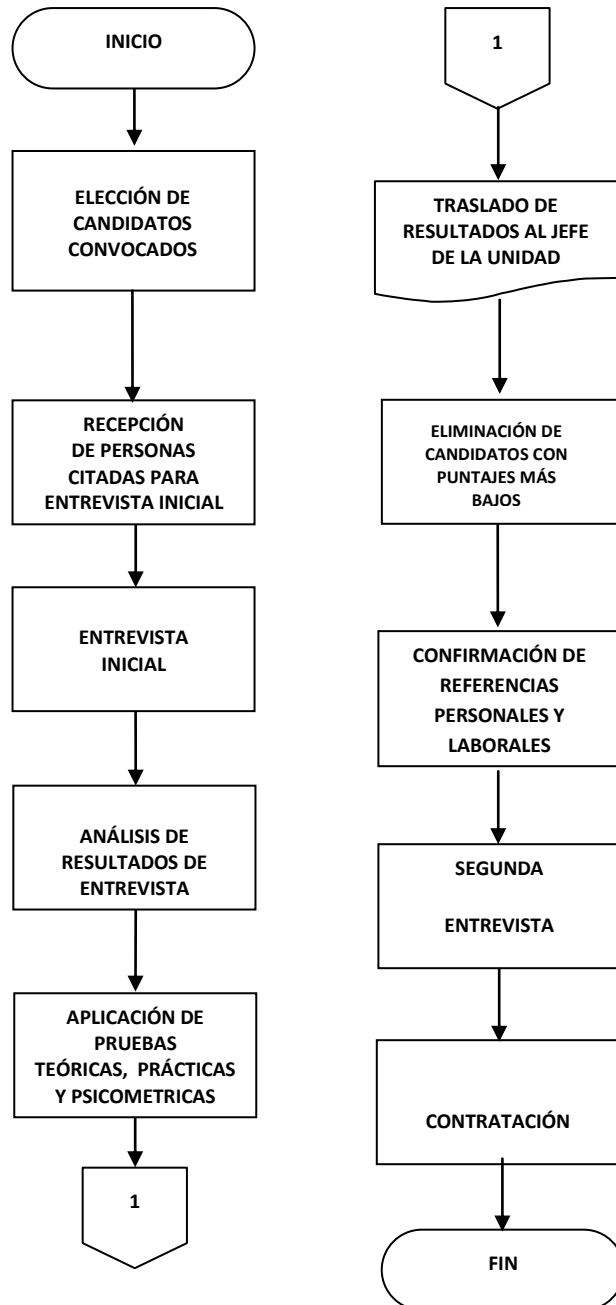 INICIO
ELECCIÓN DE
CANDIDATOS
CONVOCADOS
RECEPCIÓN
DE PERSONAS
CITADAS PARA
ENTREVISTA INICIAL
ENTREVISTA
INICIAL
ANÁLISIS DE
RESULTADOS DE
ENTREVISTA
APLICACIÓN DE
PRUEBAS
TEÓRICAS, PRÁCTICAS
Y PSICOMETRICAS
1
1
TRASLADO DE
RESULTADOS AL JEFE
DE LA UNIDAD
ELIMINACIÓN DE
CANDIDATOS CON
PUNTAJES MÁS
BAJOS
CONFIRMACIÓN DE
REFERENCIAS
PERSONALES Y
LABORALES
SEGUNDA
ENTREVISTA
CONTRATACIÓN
FIN